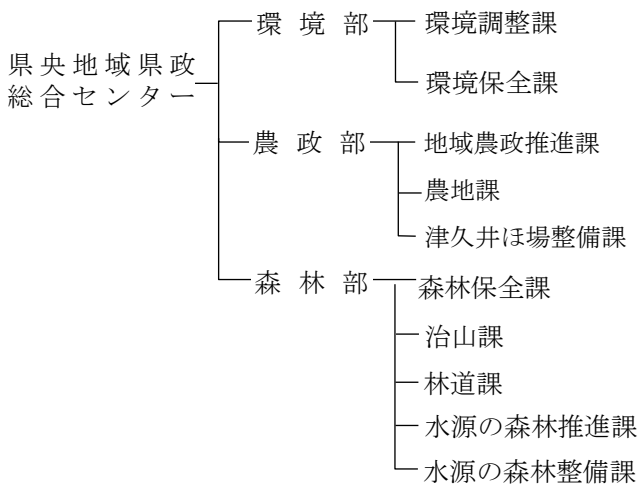 県央地域県政
総合センター
環境部
環境調整課
環境保全課
農政部
地域農政推進課
農地課
津久井ほ場整備課
森林部
森林保全課
治山課
林道課
水源の森林推進課
水源の森林整備課